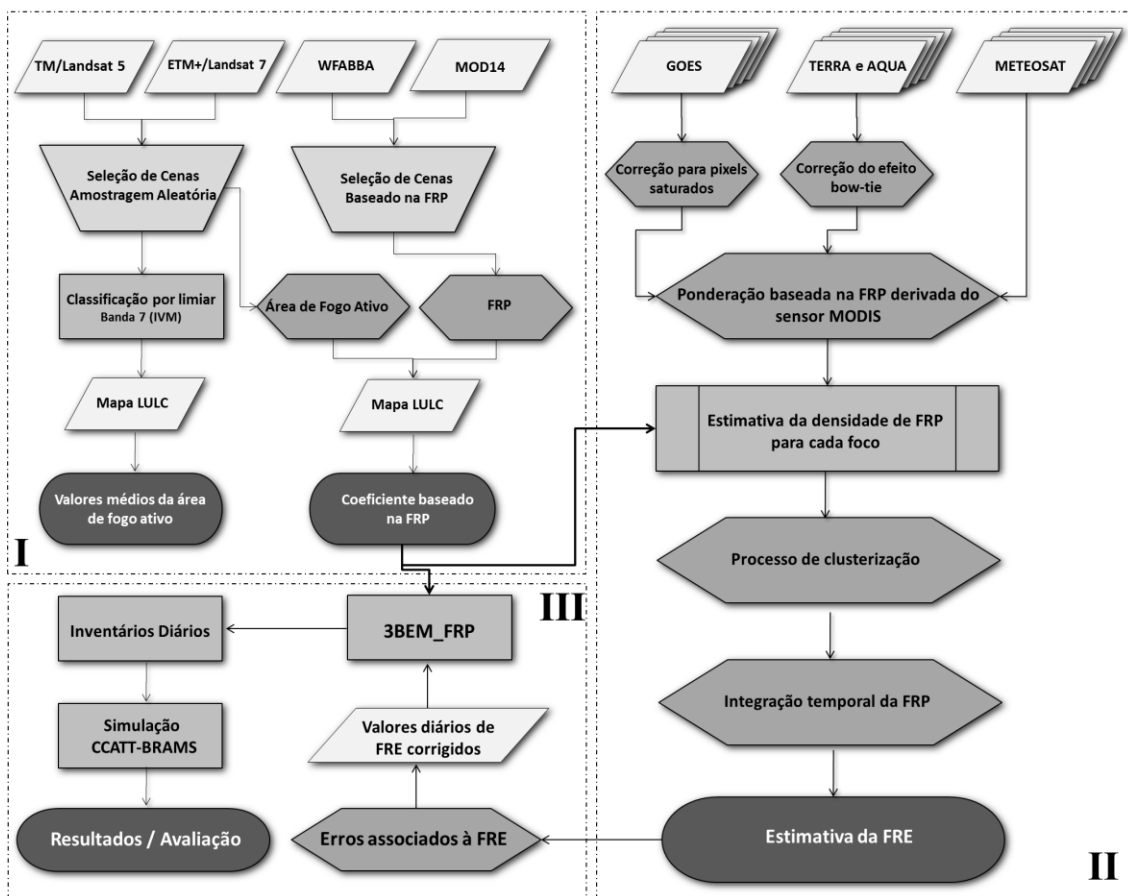 TM/Landsat 5
ETM+/Landsat 7
WFABBA
MOD14
Seleção de Cenas
Amostragem Aleatória
Seleção de Cenas
Baseado na FRP
Classificação por limiar
Banda 7 (IVM)
Área de Fogo Ativo
FRP
Mapa LULC
Mapa LULC
Valores médios da área
de fogo ativo
Coeficiente baseado
na FRP
I
GOES
TERRA e AQUA
METEOSAT
Correção para pixels
saturados
Correção do efeito
bow-tie
Ponderação baseada na FRP derivada do
sensor MODIS
Estimativa da densidade de FRP
para cada foco
Processo de clusterização
Integração temporal da FRP
Estimativa da FRE
II
III
3BEM_FRP
Inventários Diários
Simulação
CCATT-BRAMS
Valores diários de
FRE corrigidos
Resultados / Avaliação
Erros associados à FRE